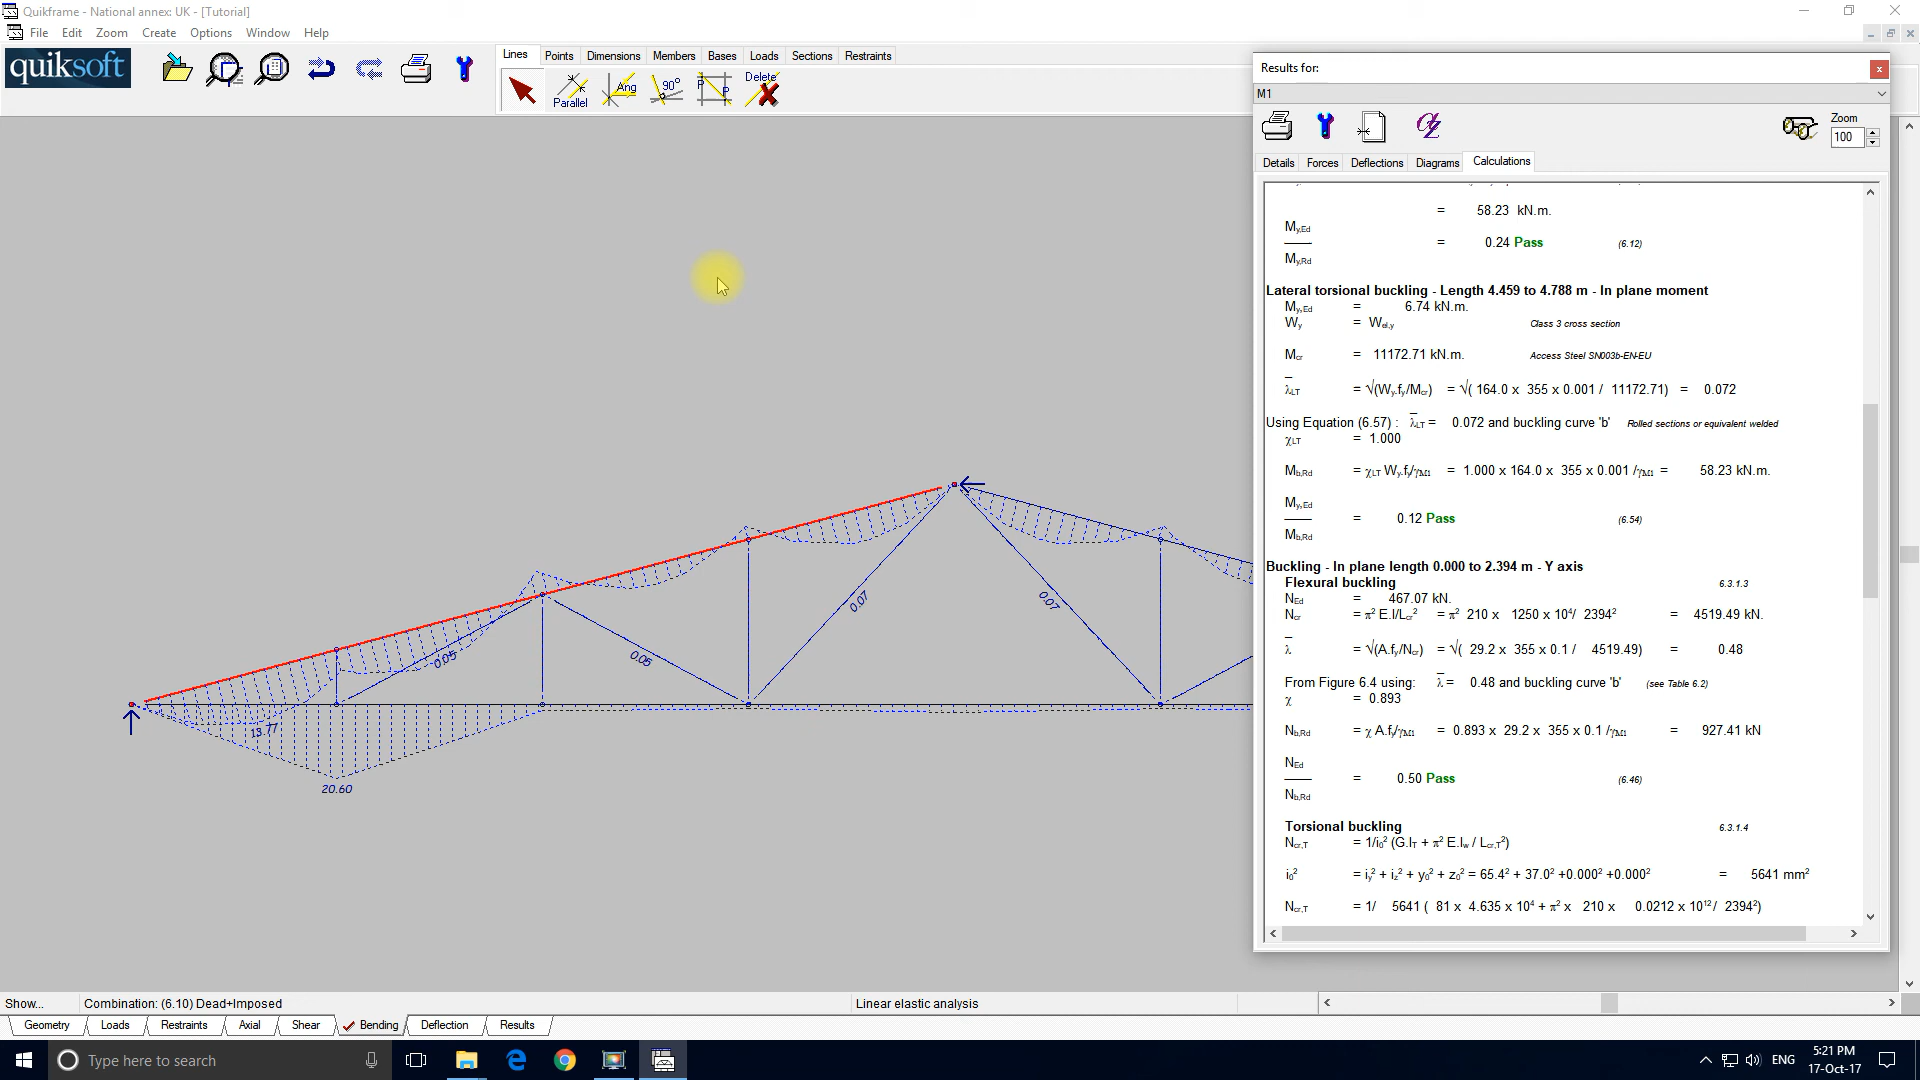 Quikframe - National annex: UK - [Tutorial]
File Edit Zoom Create Options Window Help
quiksoft
Lines Points Dimensions Members Bases Loads Sections Restraints
Parallel Ang 90° P P Delete
Results for:
M1
Zoom
100
Details Forces Deflections Diagrams Calculations
= 58.23 kN.m.
My,Ed
= 0.24 Pass (6.12)
My,Rd
Lateral torsional buckling - Length 4.459 to 4.788 m - In plane moment
My,Ed = 6.74 kN.m.
Wy = Wel,y Class 3 cross section
Mcr = 11172.71 kN.m. Access Steel SN003b-EN-EU
λ̅LT = √(Wy.fy/Mcr) = √( 164.0 x 355 x 0.001 / 11172.71) = 0.072
Using Equation (6.57) : λ̅LT = 0.072 and buckling curve 'b' Rolled sections or equivalent welded
χLT = 1.000
Mb,Rd = χLT Wy.fy/γM1 = 1.000 x 164.0 x 355 x 0.001 /γM1 = 58.23 kN.m.
My,Ed
= 0.12 Pass (6.54)
Mb,Rd
Buckling - In plane length 0.000 to 2.394 m - Y axis
Flexural buckling 6.3.1.3
NEd = 467.07 kN.
Ncr = π² E.I/Lcr² = π² 210 x 1250 x 10⁴/ 2394² = 4519.49 kN.
λ̅ = √(A.fy/Ncr) = √( 29.2 x 355 x 0.1 / 4519.49) = 0.48
From Figure 6.4 using: λ̅ = 0.48 and buckling curve 'b' (see Table 6.2)
χ = 0.893
Nb,Rd = χ A.fy/γM1 = 0.893 x 29.2 x 355 x 0.1 /γM1 = 927.41 kN
NEd
= 0.50 Pass (6.46)
Nb,Rd
Torsional buckling 6.3.1.4
Ncr,T = 1/i0² (G.IT + π² E.Iw / Lcr,T²)
i0² = iy² + iz² + y0² + z0² = 65.4² + 37.0² +0.000² +0.000² = 5641 mm²
Ncr,T = 1/ 5641 ( 81 x 4.635 x 10⁴ + π² x 210 x 0.0212 x 10¹²/ 2394²)
0.07
0.07
0.05
0.05
13.77
20.60
Show... Combination: (6.10) Dead+Imposed Linear elastic analysis
Geometry Loads Restraints Axial Shear Bending Deflection Results
Type here to search
ENG
5:21 PM
17-Oct-17